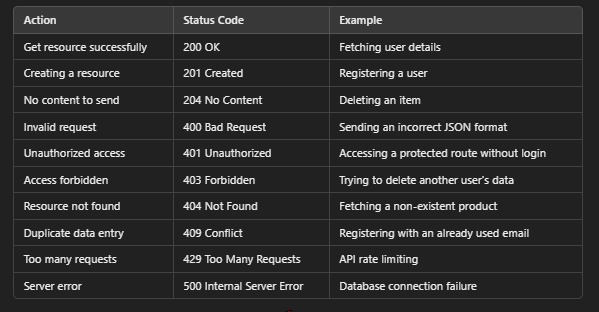 Action Status Code Example
Get resource successfully 200 OK Fetching user details
Creating a resource 201 Created Registering a user
No content to send 204 No Content Deleting an item
Invalid request 400 Bad Request Sending an incorrect JSON format
Unauthorized access 401 Unauthorized Accessing a protected route without login
Access forbidden 403 Forbidden Trying to delete another user's data
Resource not found 404 Not Found Fetching a non-existent product
Duplicate data entry 409 Conflict Registering with an already used email
Too many requests 429 Too Many Requests API rate limiting
Server error 500 Internal Server Error Database connection failure